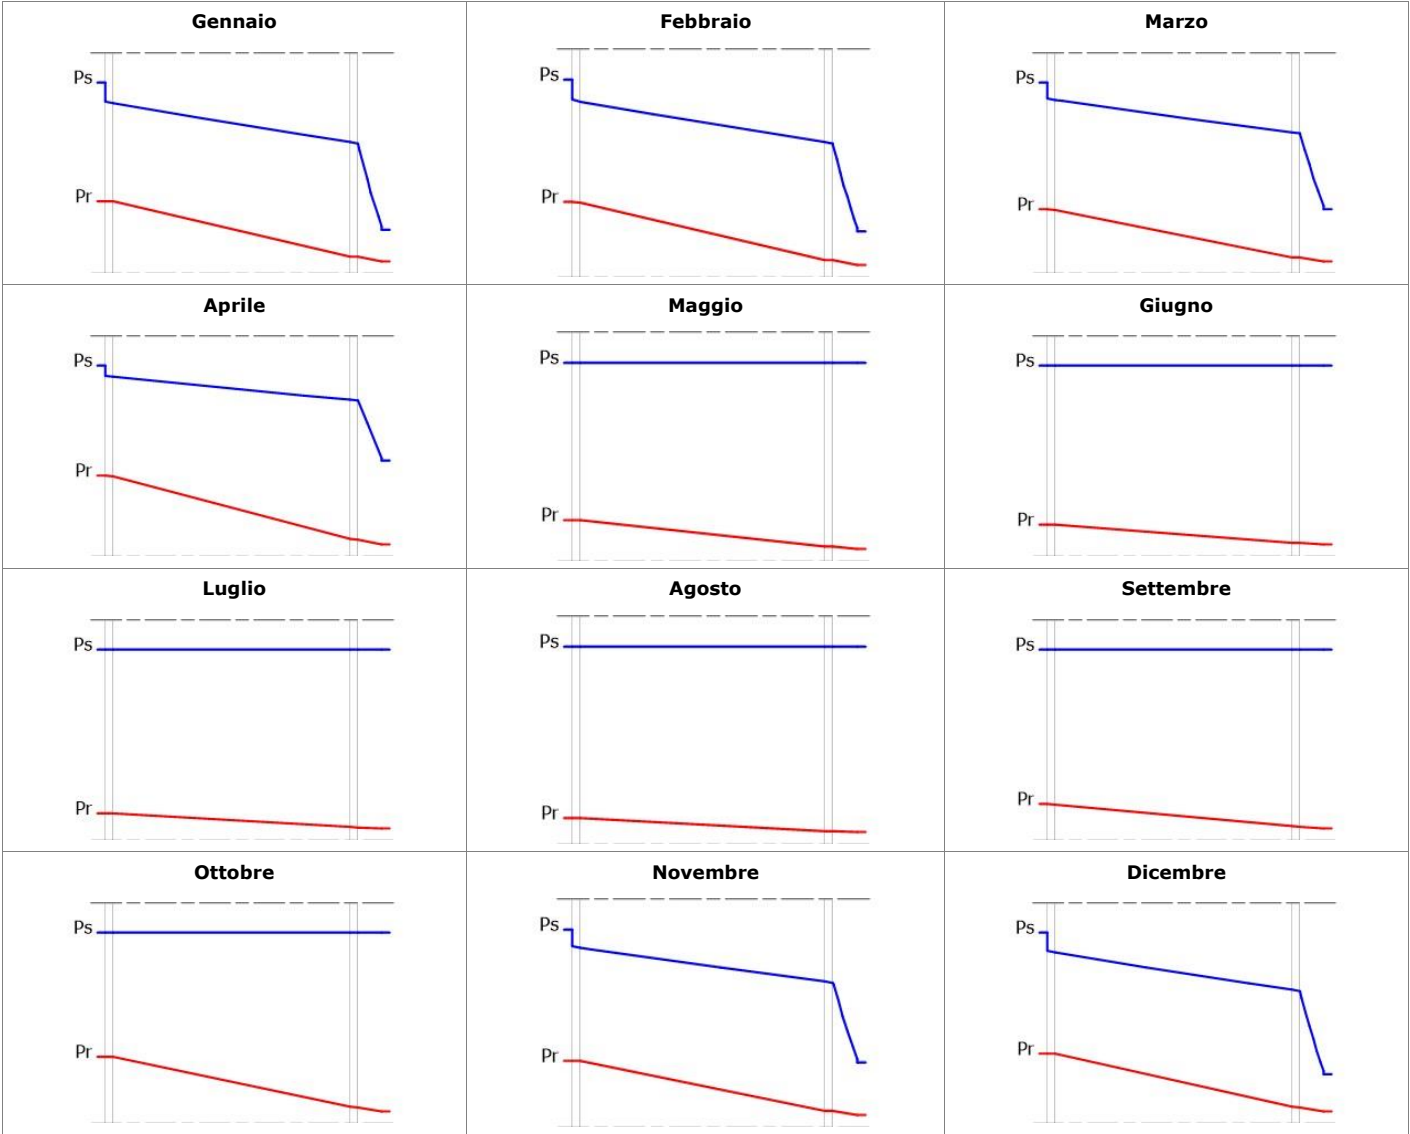 Gennaio
Febbraio
Marzo
Ps
Pr
Ps
Pr
Ps
Pr
Aprile
Maggio
Giugno
Ps
Pr
Ps
Pr
Ps
Pr
Luglio
Agosto
Settembre
Ps
Pr
Ps
Pr
Ps
Pr
Ottobre
Novembre
Dicembre
Ps
Pr
Ps
Pr
Ps
Pr